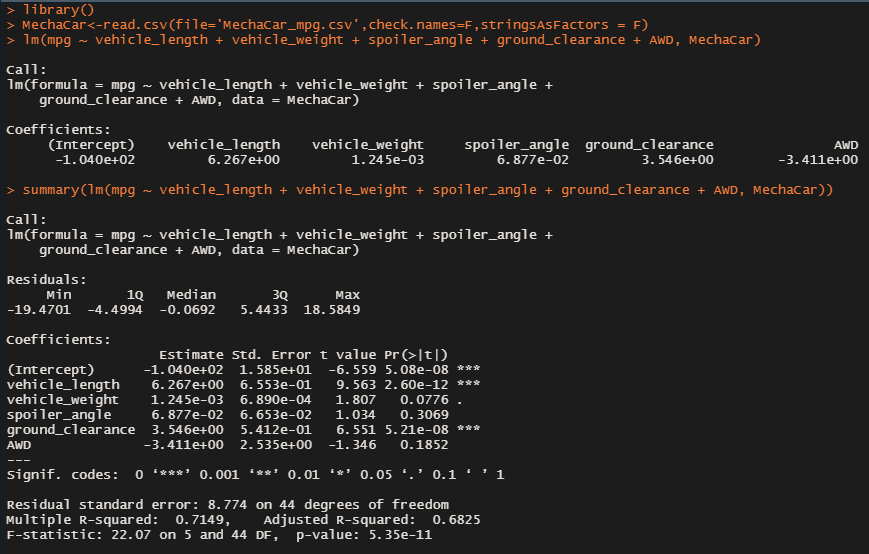 > library()
> MechaCar<-read.csv(file='MechaCar_mpg.csv',check.names=F,stringsAsFactors = F)
> lm(mpg ~ vehicle_length + vehicle_weight + spoiler_angle + ground_clearance + AWD, MechaCar)

Call:
lm(formula = mpg ~ vehicle_length + vehicle_weight + spoiler_angle +
    ground_clearance + AWD, data = MechaCar)

Coefficients:
     (Intercept)    vehicle_length    vehicle_weight     spoiler_angle  ground_clearance               AWD
      -1.040e+02         6.267e+00         1.245e-03         6.877e-02         3.546e+00        -3.411e+00

> summary(lm(mpg ~ vehicle_length + vehicle_weight + spoiler_angle + ground_clearance + AWD, MechaCar))

Call:
lm(formula = mpg ~ vehicle_length + vehicle_weight + spoiler_angle +
    ground_clearance + AWD, data = MechaCar)

Residuals:
     Min       1Q   Median       3Q      Max
-19.4701  -4.4994  -0.0692   5.4433  18.5849

Coefficients:
                   Estimate Std. Error t value Pr(>|t|)
(Intercept)      -1.040e+02  1.585e+01  -6.559 5.08e-08 ***
vehicle_length    6.267e+00  6.553e-01   9.563 2.60e-12 ***
vehicle_weight    1.245e-03  6.890e-04   1.807   0.0776 .
spoiler_angle     6.877e-02  6.653e-02   1.034   0.3069
ground_clearance  3.546e+00  5.412e-01   6.551 5.21e-08 ***
AWD              -3.411e+00  2.535e+00  -1.346   0.1852
---
Signif. codes:  0 ‘***’ 0.001 ‘**’ 0.01 ‘*’ 0.05 ‘.’ 0.1 ‘ ’ 1

Residual standard error: 8.774 on 44 degrees of freedom
Multiple R-squared:  0.7149,    Adjusted R-squared:  0.6825
F-statistic: 22.07 on 5 and 44 DF,  p-value: 5.35e-11